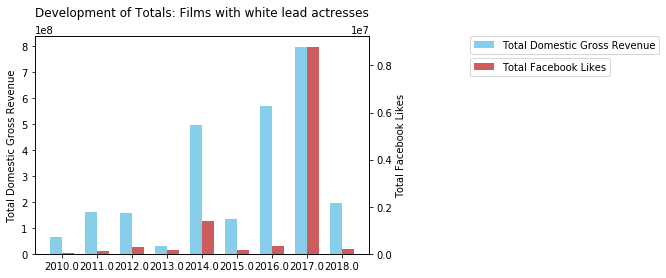 Development of Totals: Films with white lead actresses
1e8
1e7
Total Domestic Gross Revenue
Total Facebook Likes
8
7
6
5
4
3
2
1
0
Total Domestic Gross Revenue
0.8
0.6
0.4
0.2
0.0
Total Facebook Likes
2010.0 2011.0 2012.0 2013.0 2014.0 2015.0 2016.0 2017.0 2018.0